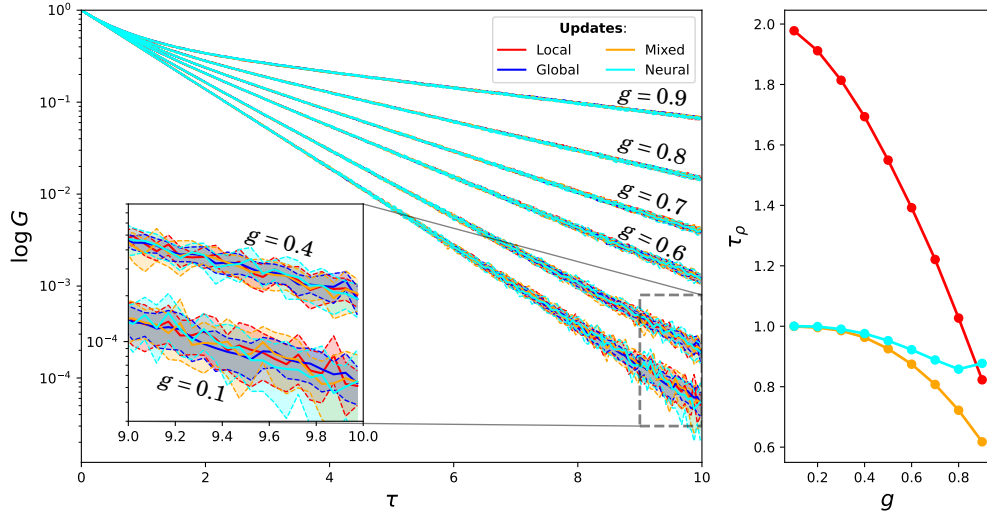 Updates:
Local
Mixed
Global
Neural
g = 0.9
g = 0.8
g = 0.7
g = 0.6
g = 0.4
g = 0.1
10⁰
10⁻¹
10⁻²
10⁻³
10⁻⁴
log G
0 2 4 6 8 10
τ
10⁻⁴
9.0 9.2 9.4 9.6 9.8 10.0
2.0
1.8
1.6
1.4
1.2
1.0
0.8
0.6
τρ
0.2 0.4 0.6 0.8
g